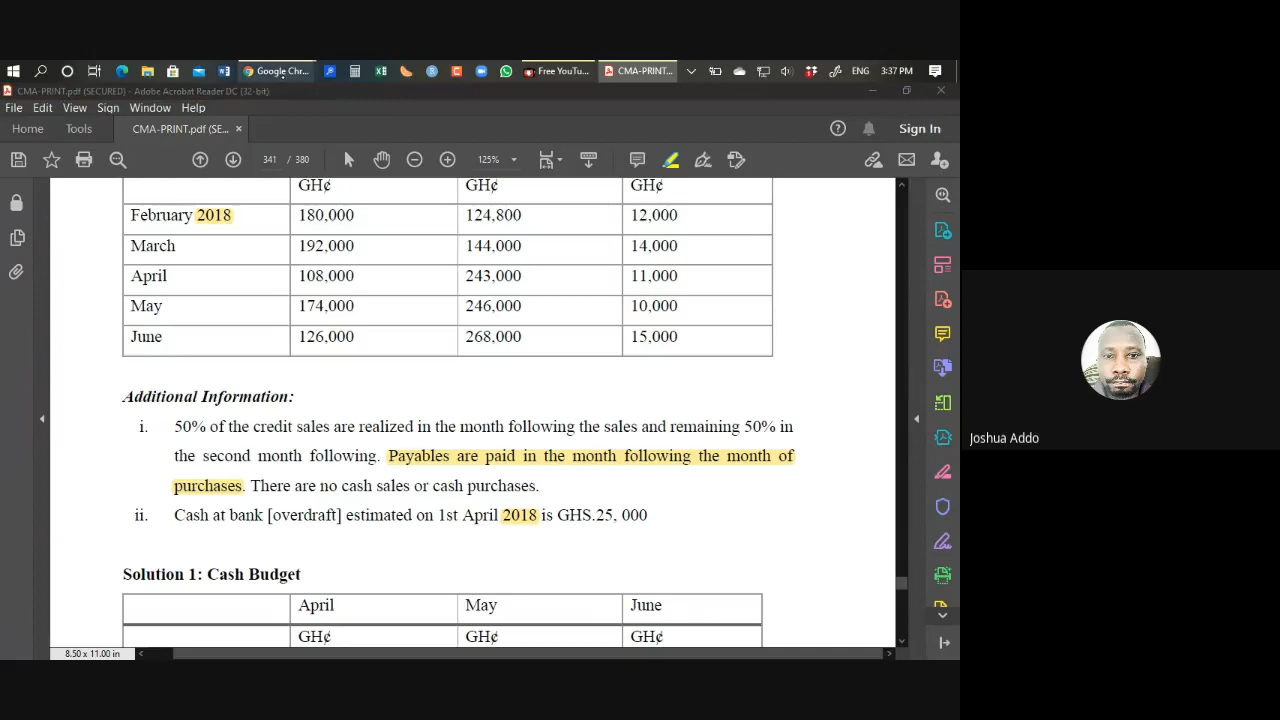 Google Chr...
Free YouTu...
CMA-PRINT...
ENG
3:37 PM
CMA-PRINT.pdf (SECURED) - Adobe Acrobat Reader DC (32-bit)
File Edit View Sign Window Help
Home Tools CMA-PRINT.pdf (SE... × Sign In
341 / 380 125%
GH¢ GH¢ GH¢
February 2018 180,000 124,800 12,000
March 192,000 144,000 14,000
April 108,000 243,000 11,000
May 174,000 246,000 10,000
June 126,000 268,000 15,000
Additional Information:
i. 50% of the credit sales are realized in the month following the sales and remaining 50% in
the second month following. Payables are paid in the month following the month of
purchases. There are no cash sales or cash purchases.
ii. Cash at bank [overdraft] estimated on 1st April 2018 is GHS.25, 000
Joshua Addo
Solution 1: Cash Budget
April May June
GH¢ GH¢ GH¢
8.50 x 11.00 in